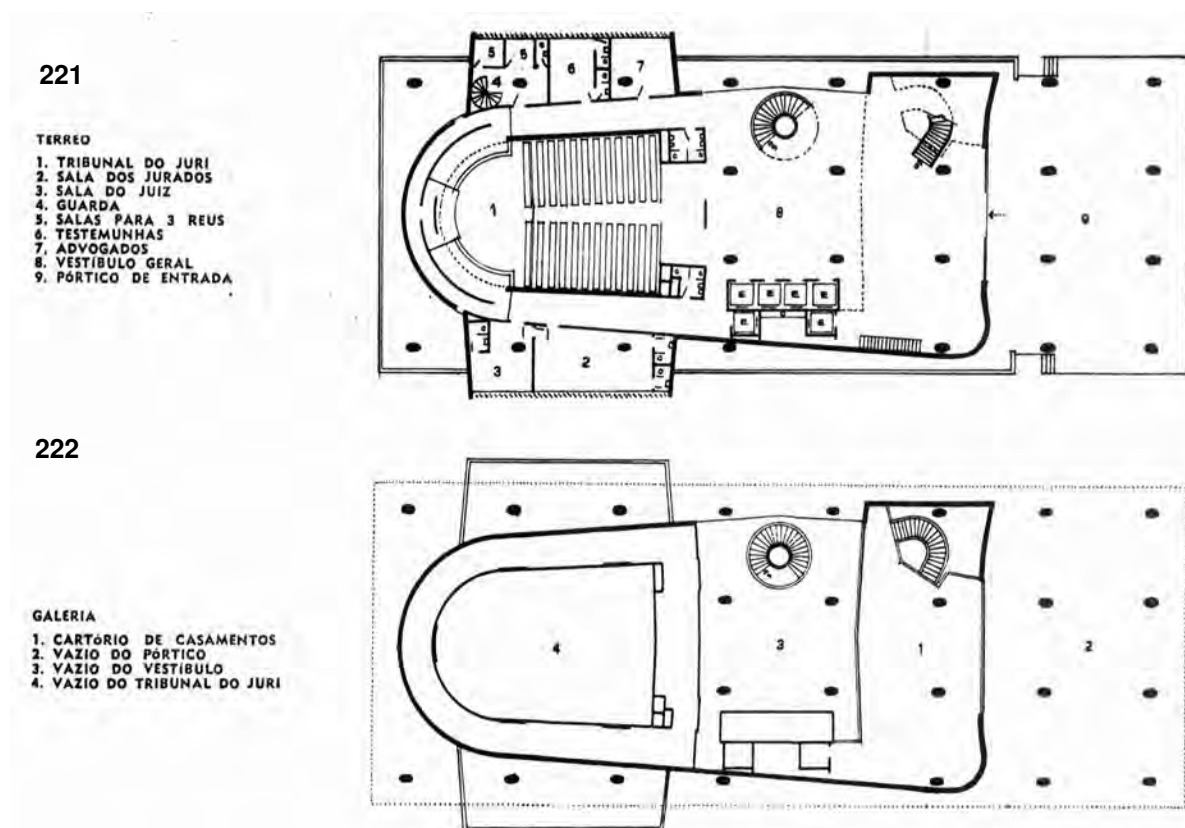 221
TERREO
1. TRIBUNAL DO JURI
2. SALA DOS JURADOS
3. SALA DO JUIZ
4. GUARDA
5. SALAS PARA 3 REUS
6. TESTEMUNHAS
7. ADVOGADOS
8. VESTÍBULO GERAL
9. PÓRTICO DE ENTRADA
5
5
4
6
7
1
8
9
E.
E.
E.
E.
E.
E.
3
2
222
GALERIA
1. CARTÓRIO DE CASAMENTOS
2. VAZIO DO PÓRTICO
3. VAZIO DO VESTÍBULO
4. VAZIO DO TRIBUNAL DO JURI
4
3
1
2